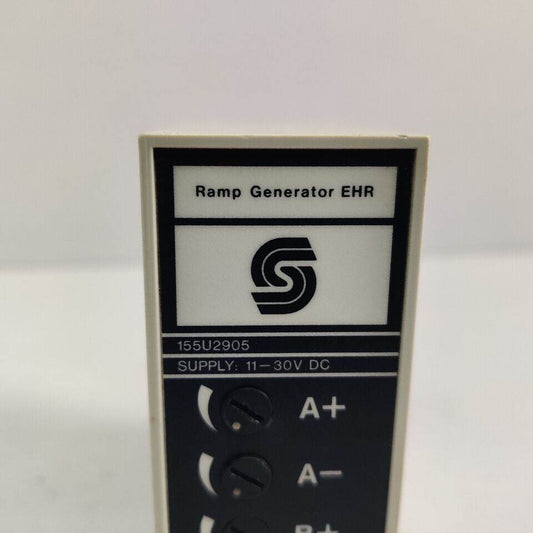 Ramp Generator EHR
155U2905
SUPPLY: 11-30V DC
A+
A-
B+